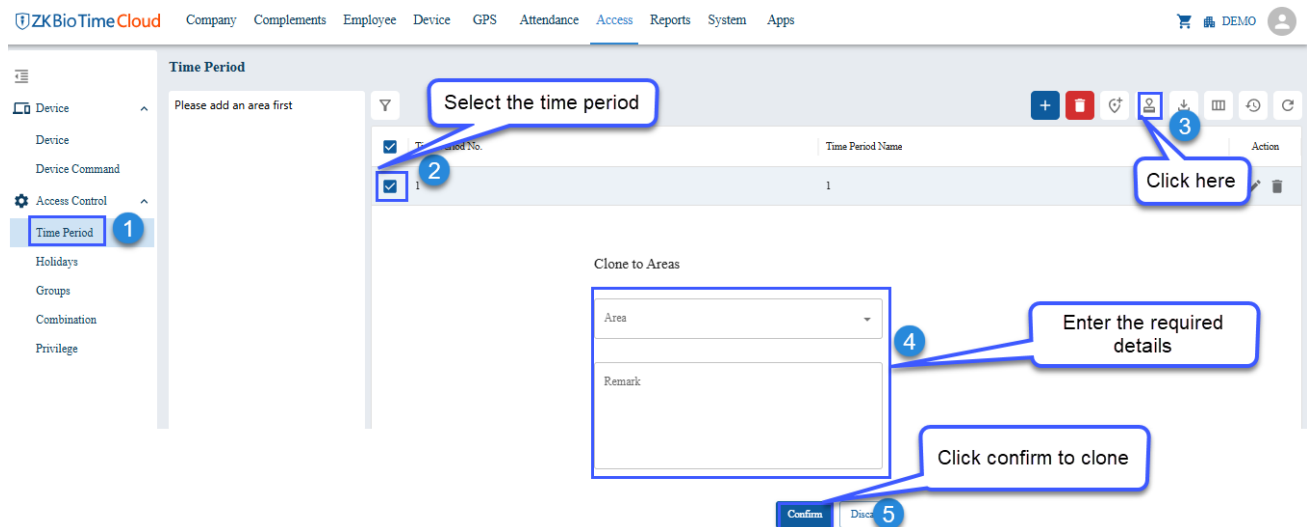 ZKBioTime Cloud
Company Complements Employee Device GPS Attendance Access Reports System Apps
DEMO
Time Period
Device
Device
Device Command
Access Control
Time Period
1
Holidays
Groups
Combination
Privilege
Please add an area first
Select the time period
3
No.
Time Period Name
Action
2
1
1
Click here
Clone to Areas
Area
4
Enter the required
details
Remark
Click confirm to clone
Confirm
5